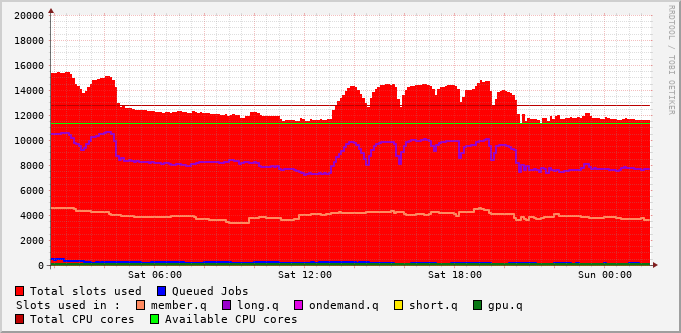 20000
18000
16000
14000
12000
10000
8000
6000
4000
2000
0
Sat 06:00 Sat 12:00 Sat 18:00 Sun 00:00
RRDTOOL / TOBI OETIKER
Total slots used Queued Jobs
Slots used in : member.q long.q ondemand.q short.q gpu.q
Total CPU cores Available CPU cores